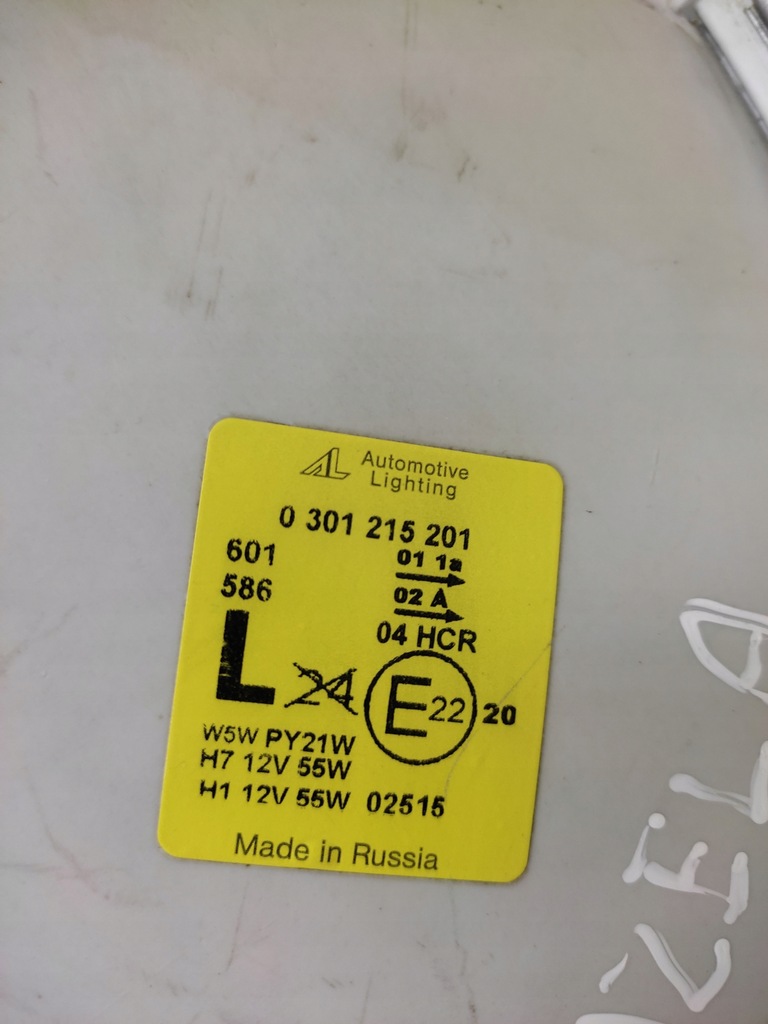 Automotive
Lighting
0 301 215 201
601
01 1a
586
02 A
04 HCR
L
24
E22
20
W5W PY21W
H7 12V 55W
H1 12V 55W 02515
Made in Russia